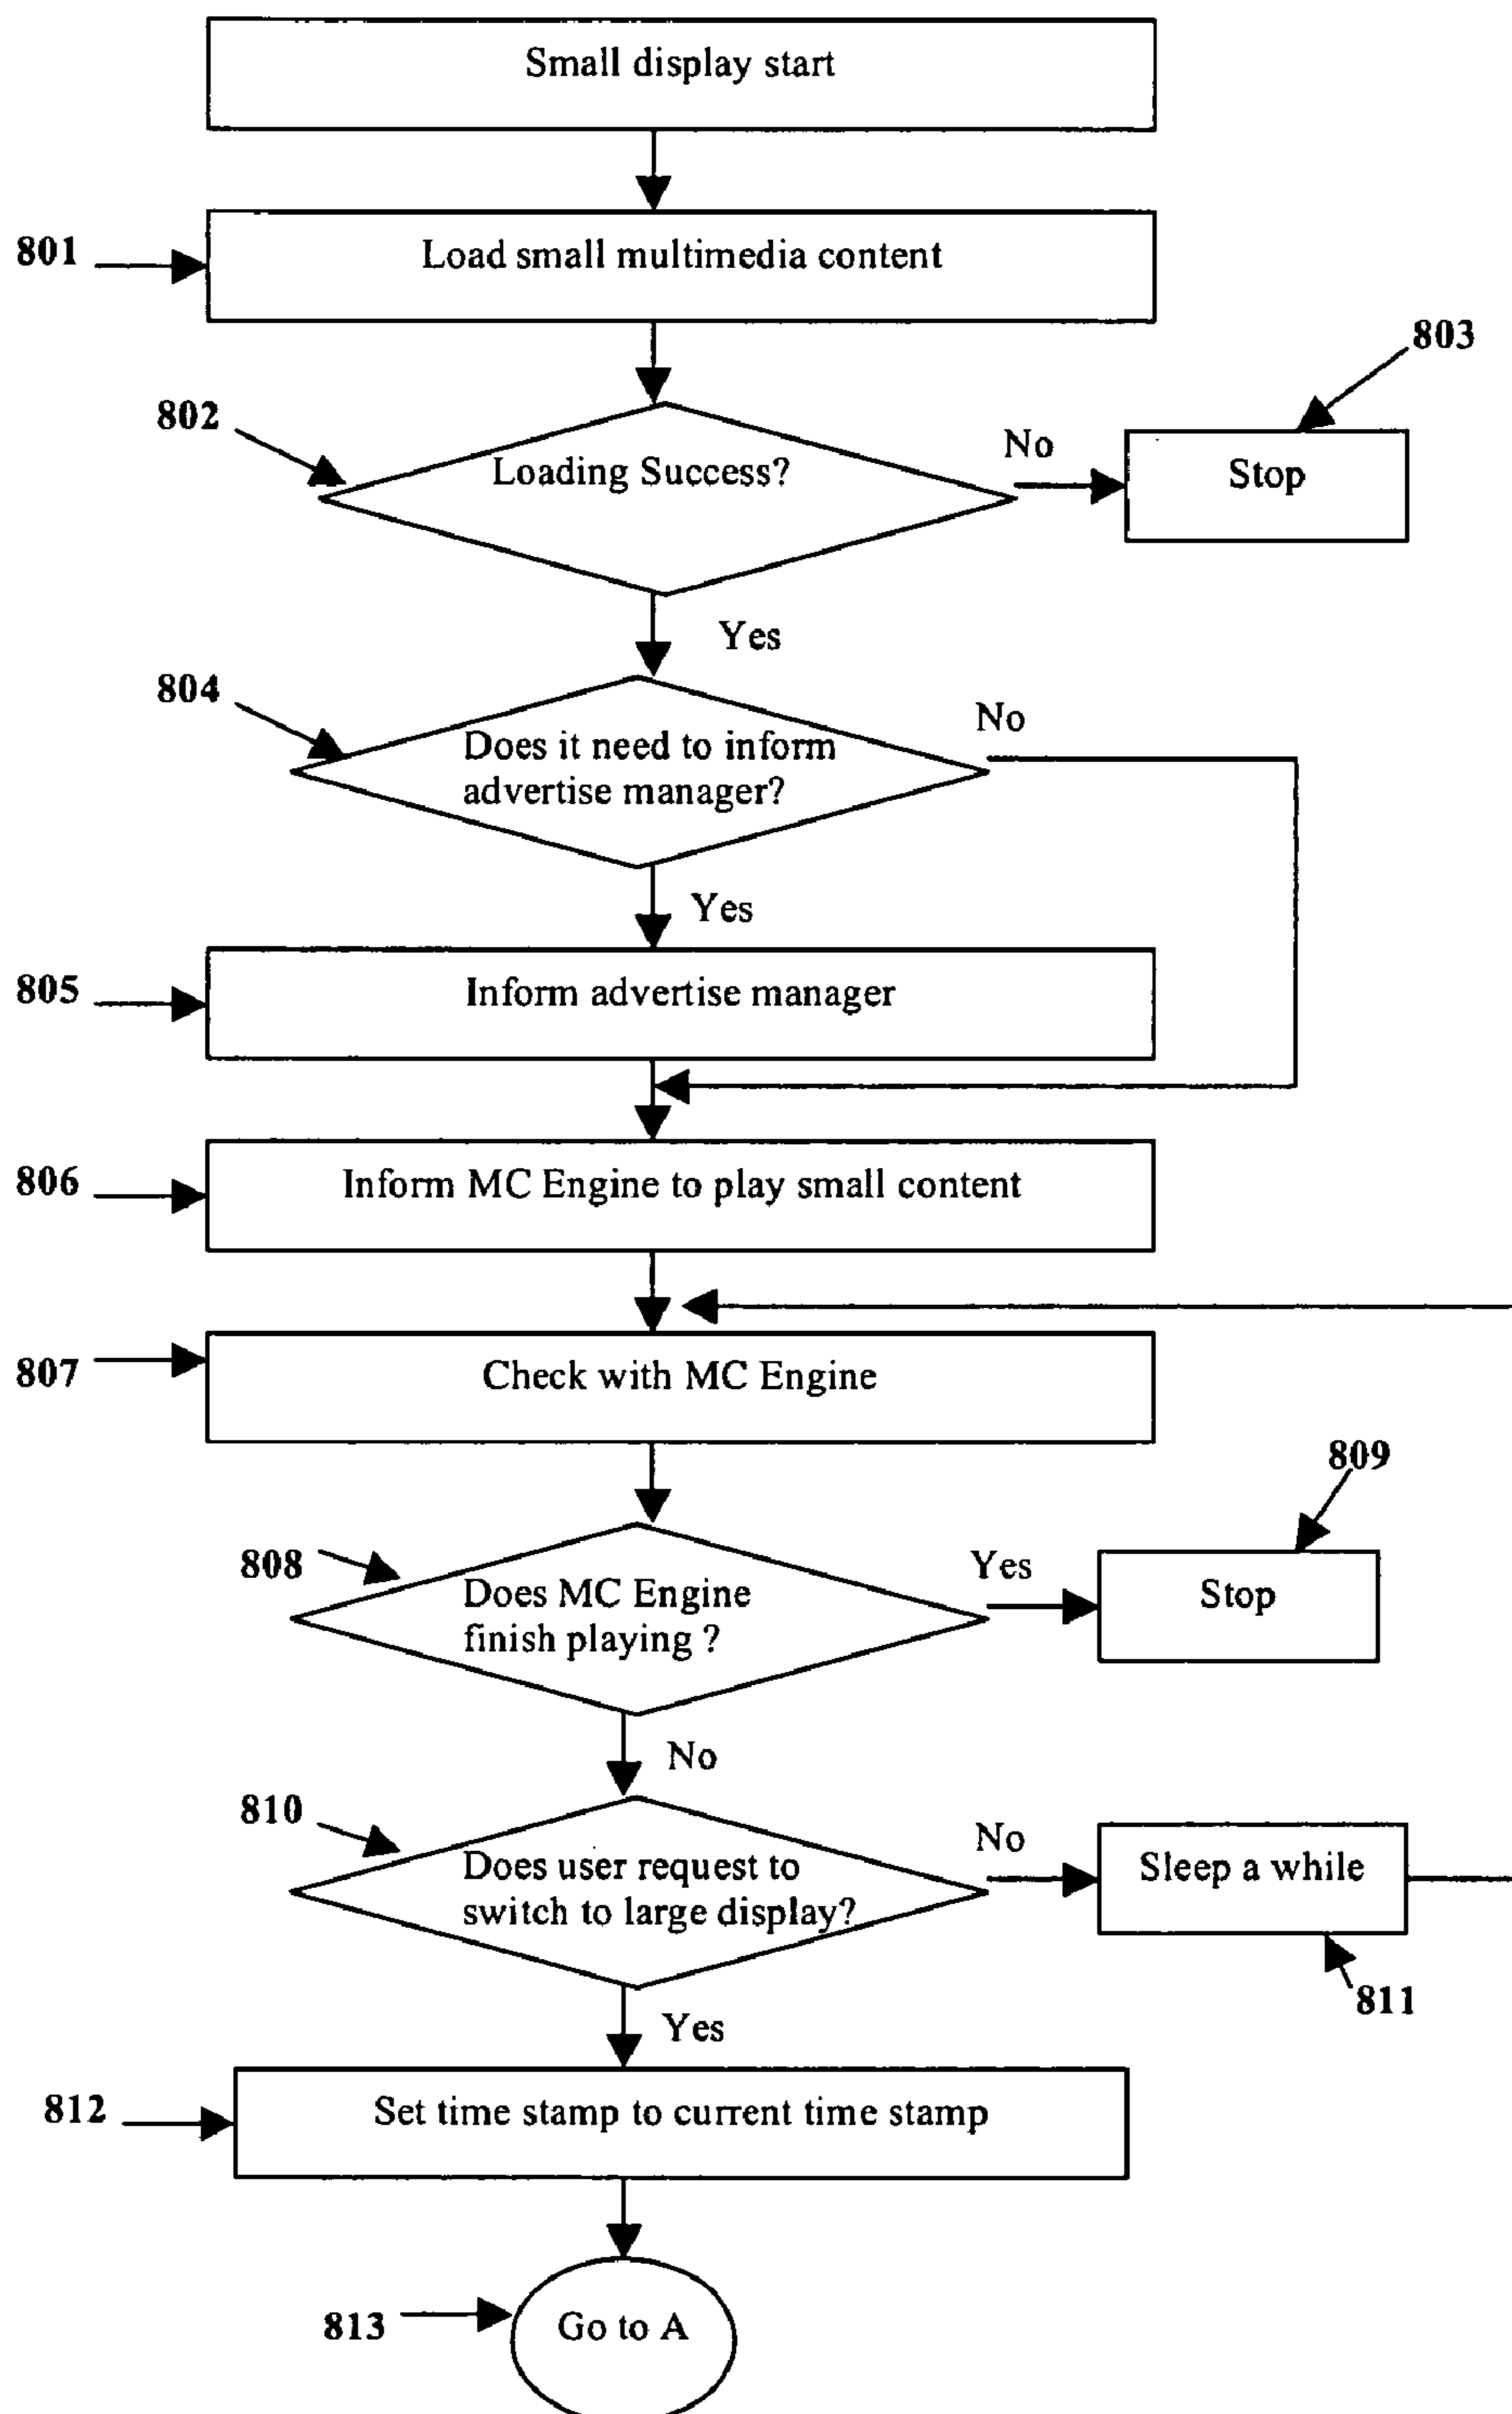 Small display start
801
Load small multimedia content
803
802
Loading Success?
No
Stop
Yes
804
No
Does it need to inform
advertise manager?
Yes
805
Inform advertise manager
806
Inform MC Engine to play small content
807
Check with MC Engine
809
808
Yes
Does MC Engine
finish playing ?
Stop
No
810
No
Does user request to
switch to large display?
Sleep a while
811
Yes
812
Set time stamp to current time stamp
813
Go to A